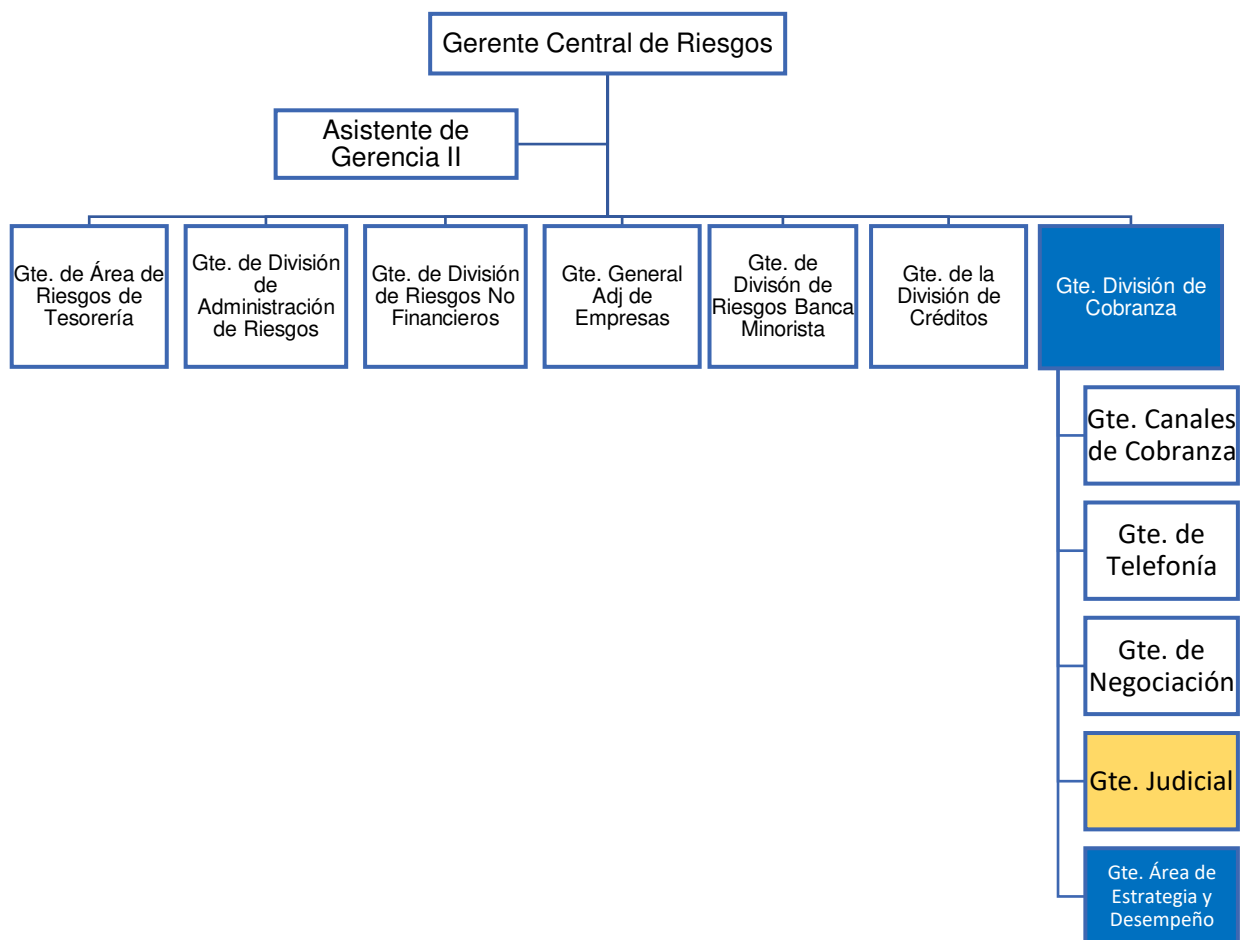 Gerente Central de Riesgos
Asistente de
Gerencia II
Gte. de Área de
Riesgos de
Tesorería
Gte. de División
de
Administración
de Riesgos
Gte. de División
de Riesgos No
Financieros
Gte. General
Adj de
Empresas
Gte. de
Divisón de
Riesgos Banca
Minorista
Gte. de la
División de
Créditos
Gte. División de
Cobranza
Gte. Canales
de Cobranza
Gte. de
Telefonía
Gte. de
Negociación
Gte. Judicial
Gte. Área de
Estrategia y
Desempeño